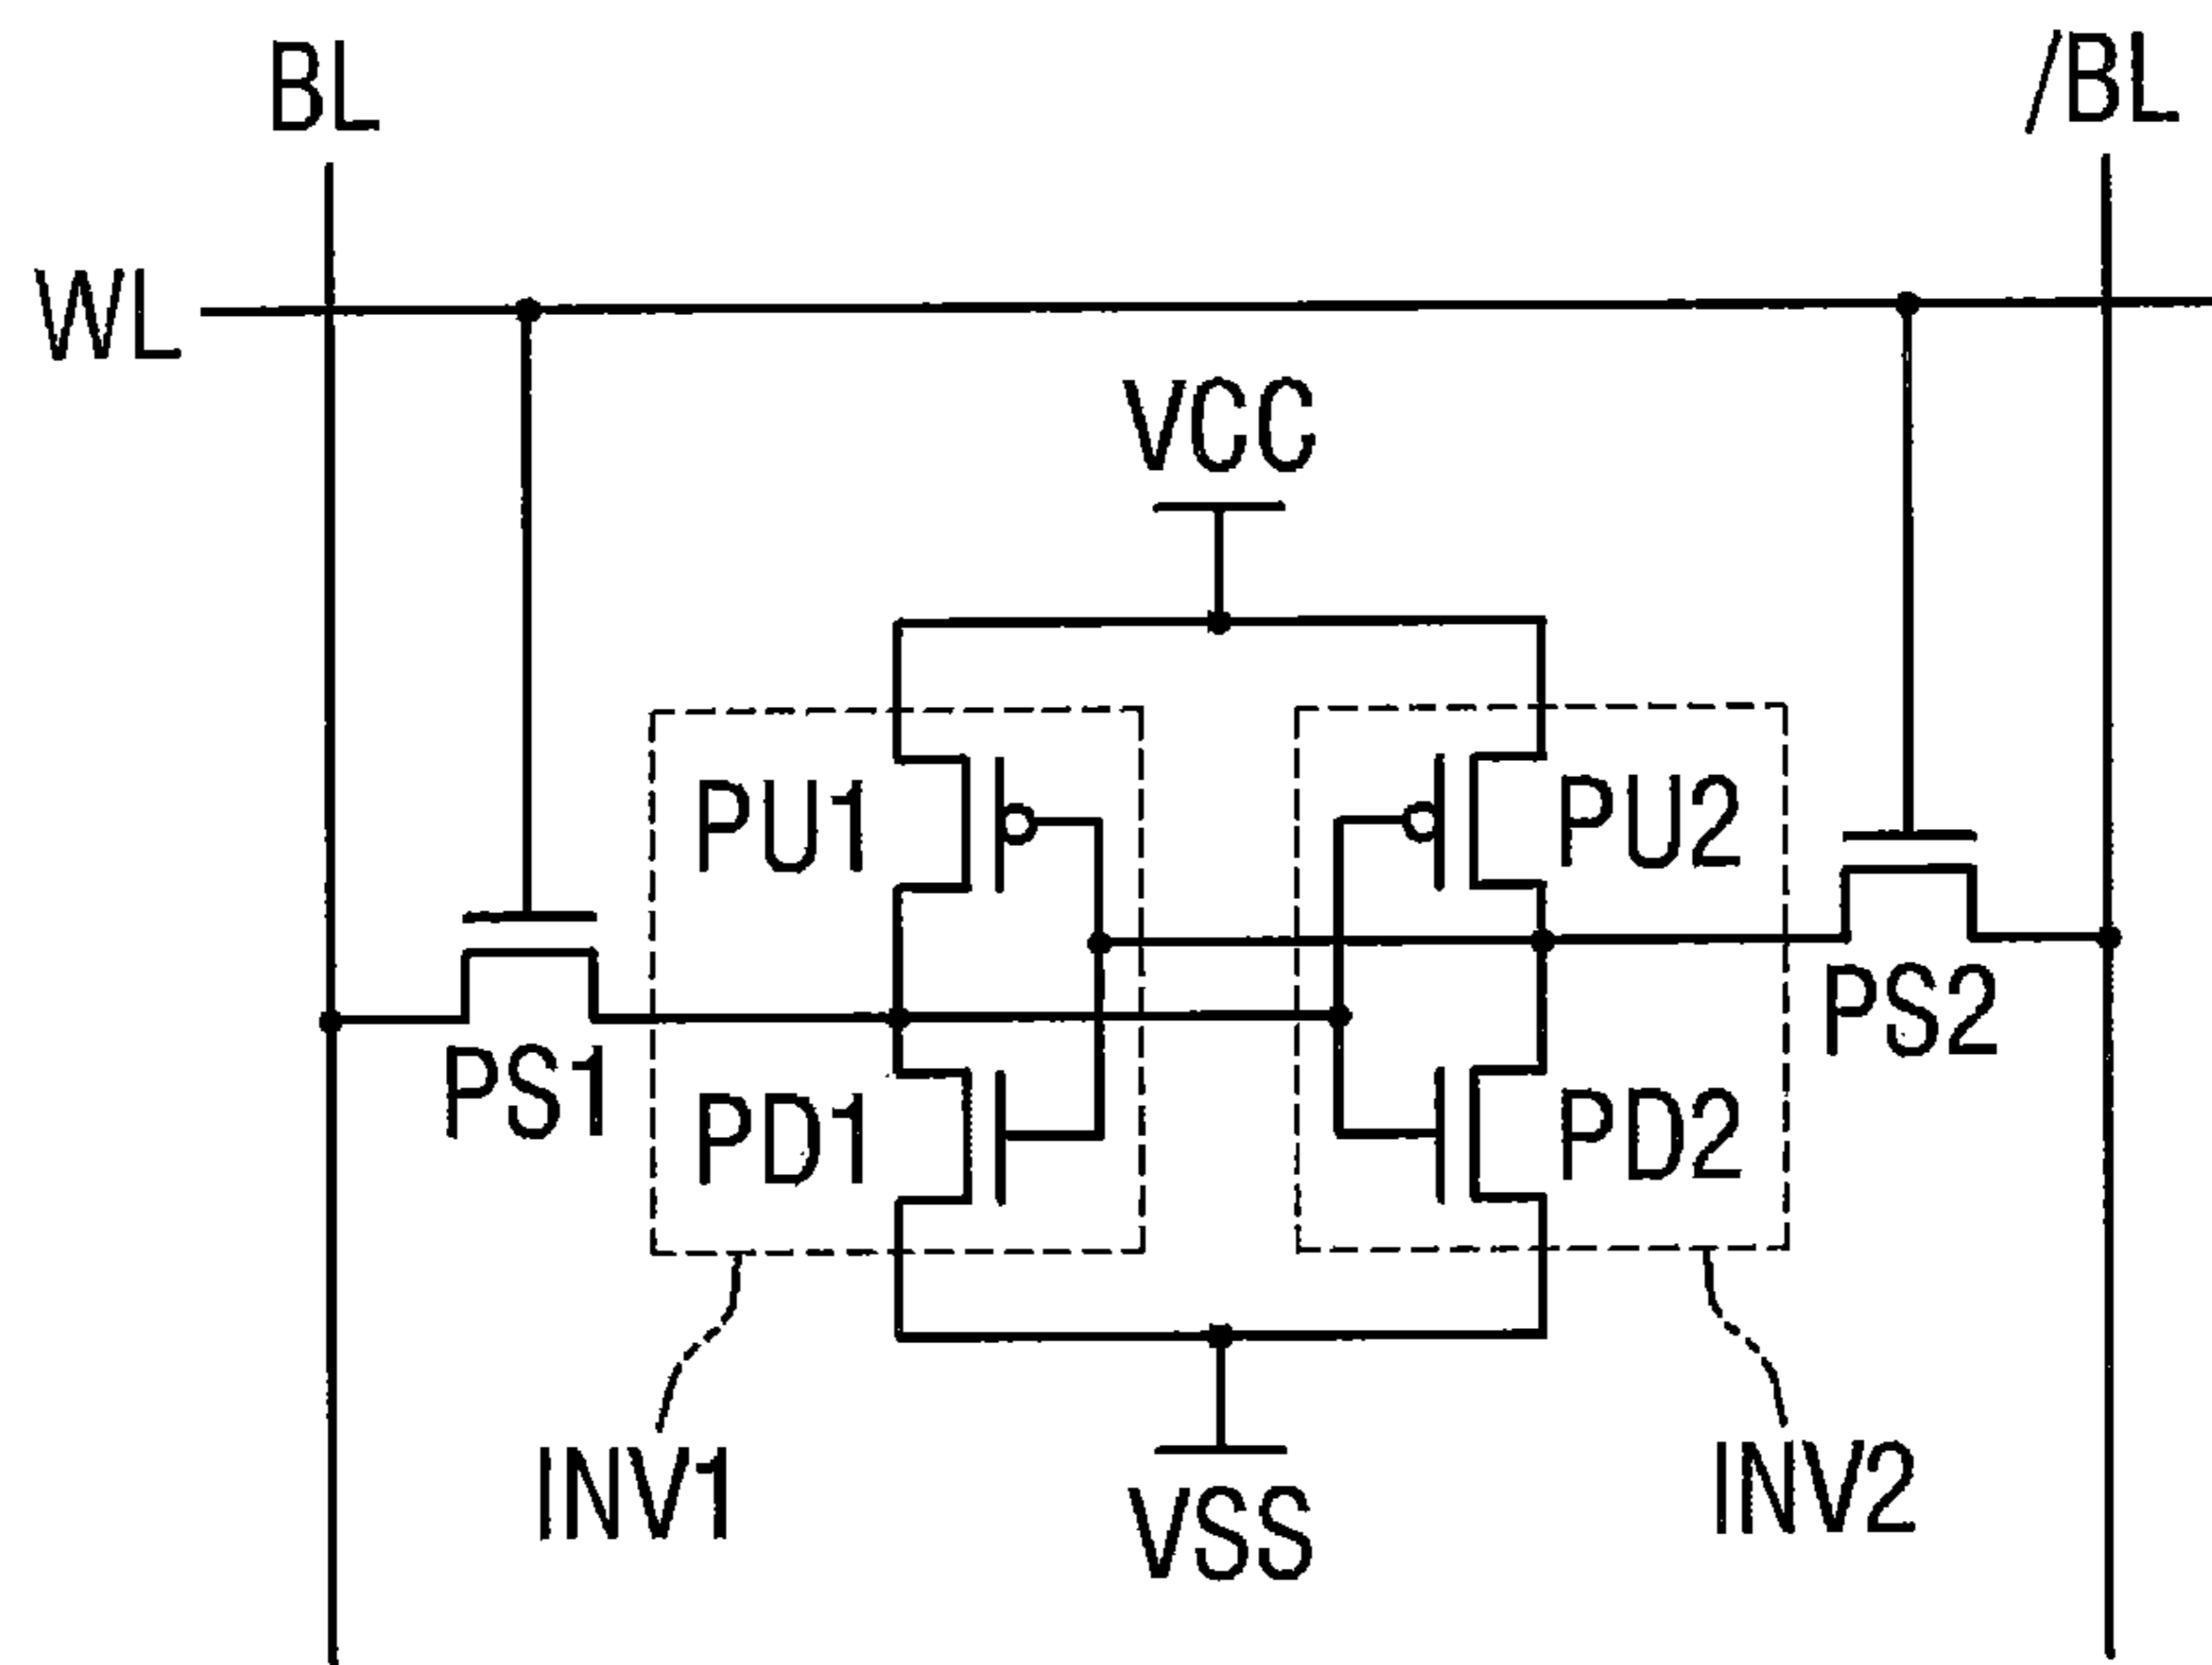 BL
/BL
WL
VCC
PU1
PU2
PS1
PS2
PD1
PD2
INV1
INV2
VSS